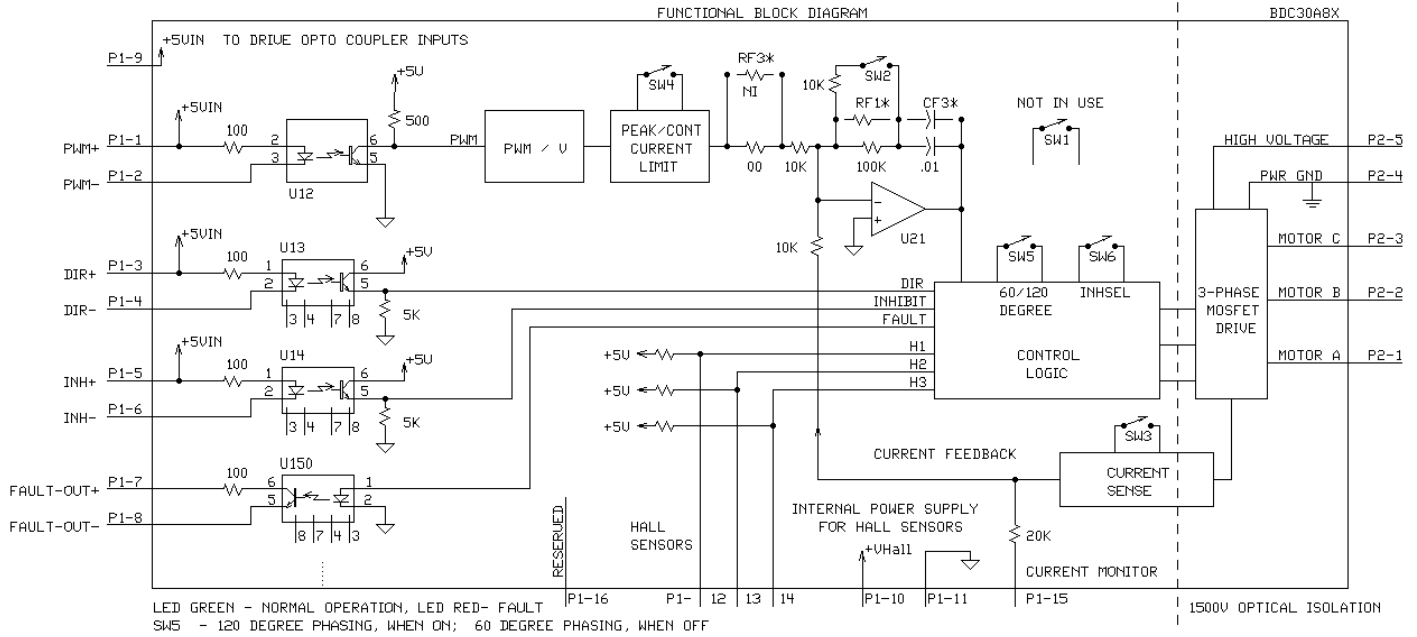 FUNCTIONAL BLOCK DIAGRAM
BDC30A8X
+5VIN TO DRIVE OPTO COUPLER INPUTS
P1-9
+5V
500
+5VIN
100
PWM+ P1-1
PWM- P1-2
2
3
6
5
U12
PWM
PWM / V
SW4
PEAK/CONT
CURRENT
LIMIT
RF3*
NI
00
10K
10K
SW2
RF1*
CF3*
100K
.01
NOT IN USE
SW1
HIGH VOLTAGE P2-5
PWR GND P2-4
-
+
U21
10K
+5VIN
U13
100
DIR+ P1-3
DIR- P1-4
1
2
6
5
+5V
3 4 7 8
5K
DIR
INHIBIT
FAULT
H1
H2
H3
SW5
SW6
60/120
DEGREE
INHSEL
CONTROL
LOGIC
3-PHASE
MOSFET
DRIVE
MOTOR C P2-3
MOTOR B P2-2
MOTOR A P2-1
+5VIN
U14
100
INH+ P1-5
INH- P1-6
1
2
6
5
+5V
3 4 7 8
5K
+5V
+5V
+5V
U150
100
FAULT-OUT+ P1-7
FAULT-OUT- P1-8
6
5
1
2
8 7 4 3
CURRENT FEEDBACK
SW3
CURRENT
SENSE
RESERVED
HALL
SENSORS
INTERNAL POWER SUPPLY
FOR HALL SENSORS
+VHall
20K
CURRENT MONITOR
P1-16
P1- 12 13 14
P1-10
P1-11
P1-15
1500V OPTICAL ISOLATION
LED GREEN - NORMAL OPERATION, LED RED- FAULT
SW5 - 120 DEGREE PHASING, WHEN ON; 60 DEGREE PHASING, WHEN OFF